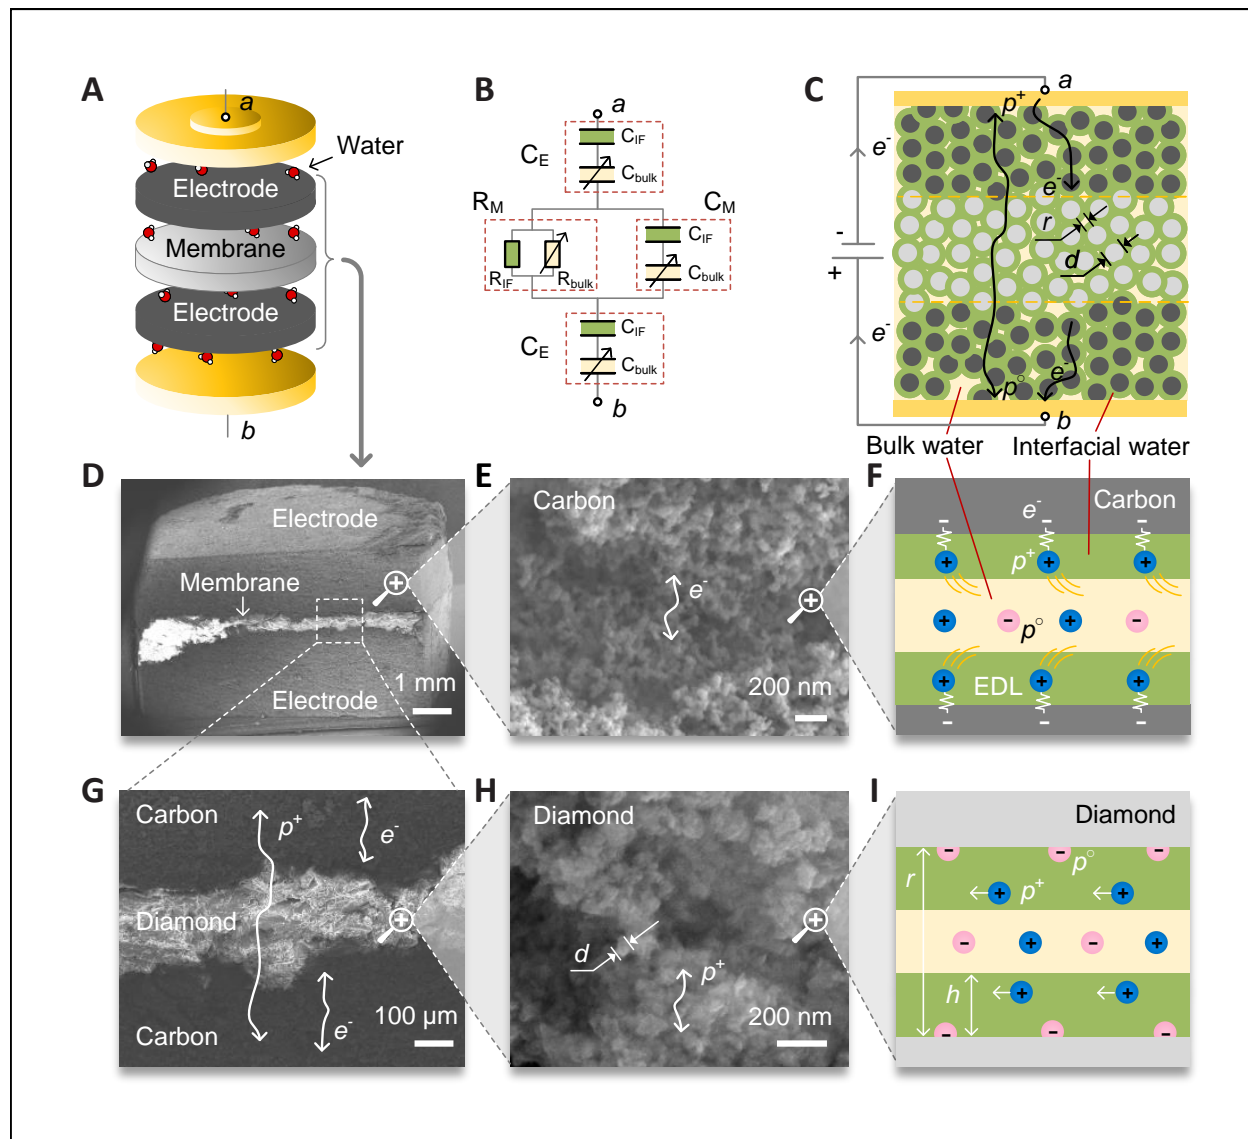 A
a
Water
Electrode
Membrane
Electrode
b
B
a
C_IF
C_E
C_bulk
R_M
C_M
R_IF
R_bulk
C_IF
C_bulk
C_IF
C_E
C_bulk
b
C
a
p⁺
e⁻
e⁻
r
d
-
+
e⁻
e⁻
p°
b
Bulk water
Interfacial water
D
Electrode
Membrane
Electrode
1 mm
E
Carbon
e⁻
200 nm
F
e⁻
Carbon
- - -
p⁺
+ + +
+ - + -
p°
EDL
+ + +
- - -
G
Carbon
p⁺
e⁻
Diamond
Carbon
e⁻
100 µm
H
Diamond
d
p⁺
200 nm
I
Diamond
- - -
p°
r
p⁺
+ +
- + - +
h
+ +
- - -